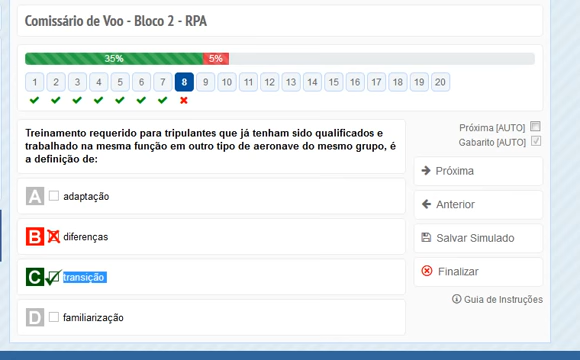 Comissário de Voo - Bloco 2 - RPA
35% 5%
1 2 3 4 5 6 7 8 9 10 11 12 13 14 15 16 17 18 19 20
Treinamento requerido para tripulantes que já tenham sido qualificados e
trabalhado na mesma função em outro tipo de aeronave do mesmo grupo, é
a definição de:
A adaptação
B diferenças
C transição
D familiarização
Próxima [AUTO]
Gabarito [AUTO]
Próxima
Anterior
Salvar Simulado
Finalizar
Guia de Instruções